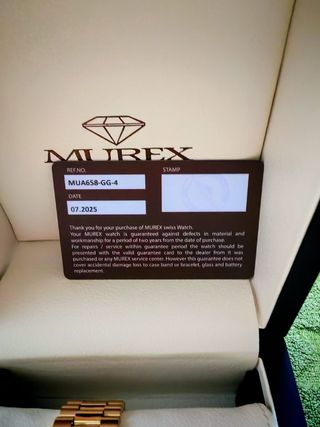 MUREX
REF.NO.
STAMP
MUA658-GG-4
DATE
07.2025
Thank you for your purchase of MUREX swiss Watch.
Your MUREX watch is guaranteed against defects in material or
workmanship for a period of two years from the date of purchase.
For repairs / service withiin guarantee period the watch should be
presented with the valid guarantee card to the dealer from it was
purchased or any MUREX service center. However this guarantee does not
cover accidental damage loss to case band or bracelet, glass and battery
replacement.